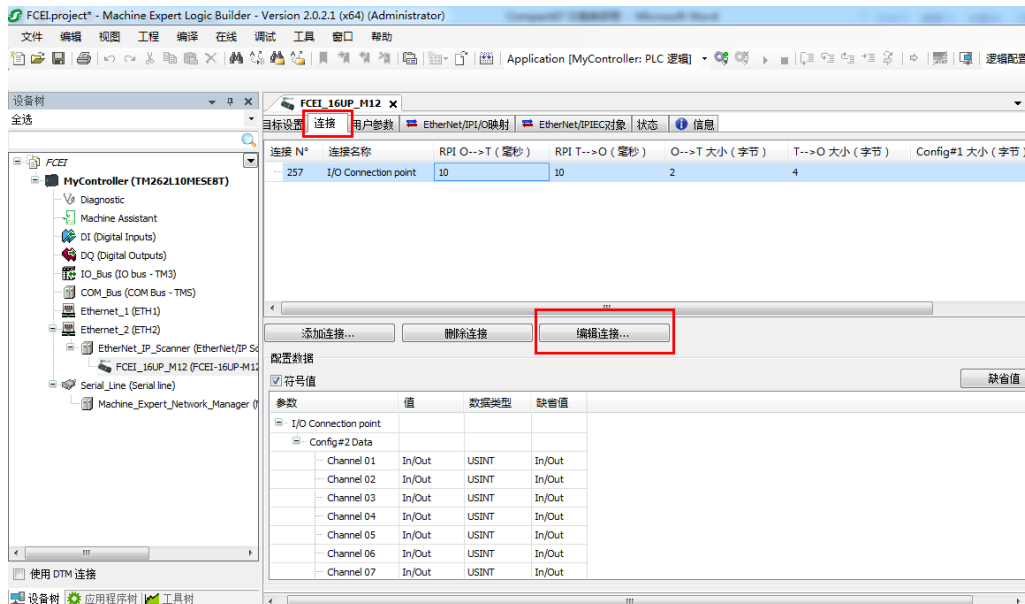 FCEI.project* - Machine Expert Logic Builder - Version 2.0.2.1 (x64) (Administrator)
文件 编辑 视图 工程 编译 在线 调试 工具 窗口 帮助
Application [MyController: PLC 逻辑] 逻辑配置
设备树
全选
FCEI
MyController (TM262L10MESE8T)
Diagnostic
Machine Assistant
DI (Digital Inputs)
DQ (Digital Outputs)
IO_Bus (IO bus - TM3)
COM_Bus (COM Bus - TMS)
Ethernet_1 (ETH1)
Ethernet_2 (ETH2)
EtherNet_IP_Scanner (EtherNet/IP Sc
FCEI_16UP_M12 (FCEI-16UP-M12
Serial_Line (Serial line)
Machine_Expert_Network_Manager (
使用 DTM 连接
设备树 应用程序树 工具树
FCEI_16UP_M12
目标设置 连接 用户参数 EtherNet/IPI/O映射 EtherNet/IPIEC对象 状态 信息
连接 N° 连接名称 RPI O-->T（毫秒） RPI T-->O（毫秒） O-->T 大小（字节） T-->O 大小（字节） Config#1 大小（字节）
257 I/O Connection point 10 10 2 4
添加连接... 删除连接 编辑连接...
配置数据
符号值 缺省值
参数 值 数据类型 缺省值
I/O Connection point
Config#2 Data
Channel 01 In/Out USINT In/Out
Channel 02 In/Out USINT In/Out
Channel 03 In/Out USINT In/Out
Channel 04 In/Out USINT In/Out
Channel 05 In/Out USINT In/Out
Channel 06 In/Out USINT In/Out
Channel 07 In/Out USINT In/Out